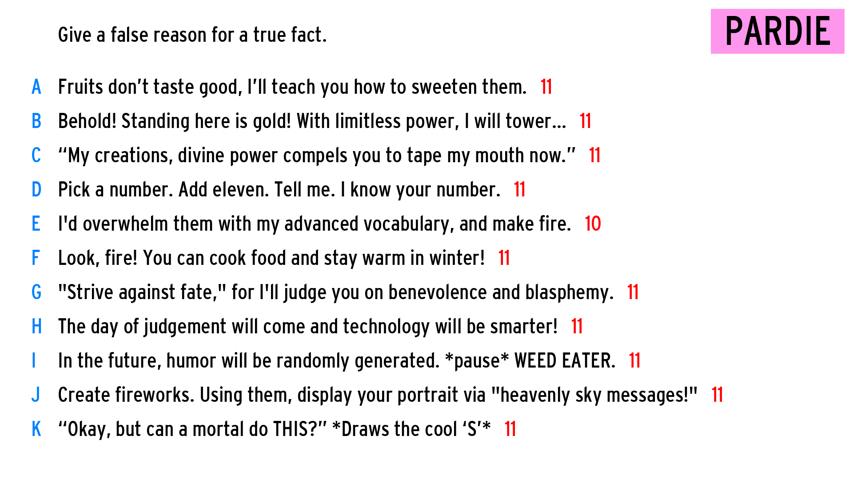 Give a false reason for a true fact.
PARDIE
A Fruits don't taste good, I'll teach you how to sweeten them. 11
B Behold! Standing here is gold! With limitless power, I will tower... 11
C “My creations, divine power compels you to tape my mouth now.” 11
D Pick a number. Add eleven. Tell me. I know your number. 11
E I'd overwhelm them with my advanced vocabulary, and make fire. 10
F Look, fire! You can cook food and stay warm in winter! 11
G "Strive against fate," for I'll judge you on benevolence and blasphemy. 11
H The day of judgement will come and technology will be smarter! 11
I In the future, humor will be randomly generated. *pause* WEED EATER. 11
J Create fireworks. Using them, display your portrait via "heavenly sky messages!" 11
K “Okay, but can a mortal do THIS?” *Draws the cool ‘S’* 11